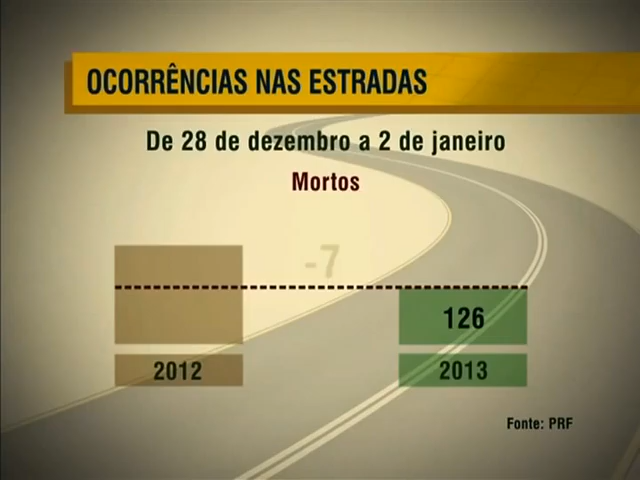 OCORRÊNCIAS NAS ESTRADAS
De 28 de dezembro a 2 de janeiro
Mortos
-7
126
2012
2013
Fonte: PRF